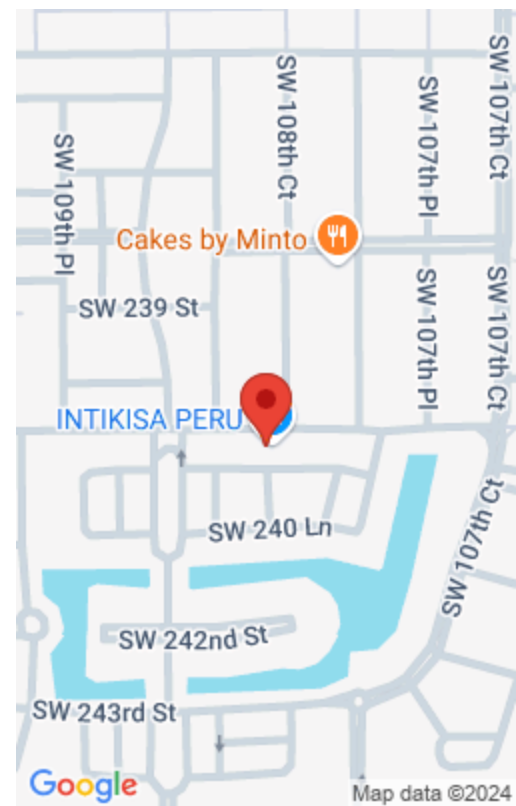 SW 107th Ct
SW 108th Ct
SW 107th Pl
SW 109th Pl
Cakes by Minto
SW 239 St
SW 107th Pl
SW 107th Ct
INTIKISA PERU
SW 240 Ln
SW 107th Ct
SW 242nd St
SW 243rd St
Google
Map data ©2024